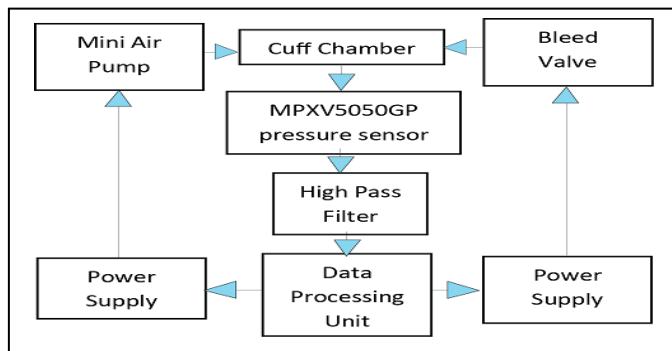 Mini Air
Pump
Cuff Chamber
Bleed
Valve
MPXV5050GP
pressure sensor
High Pass
Filter
Power
Supply
Data
Processing
Unit
Power
Supply